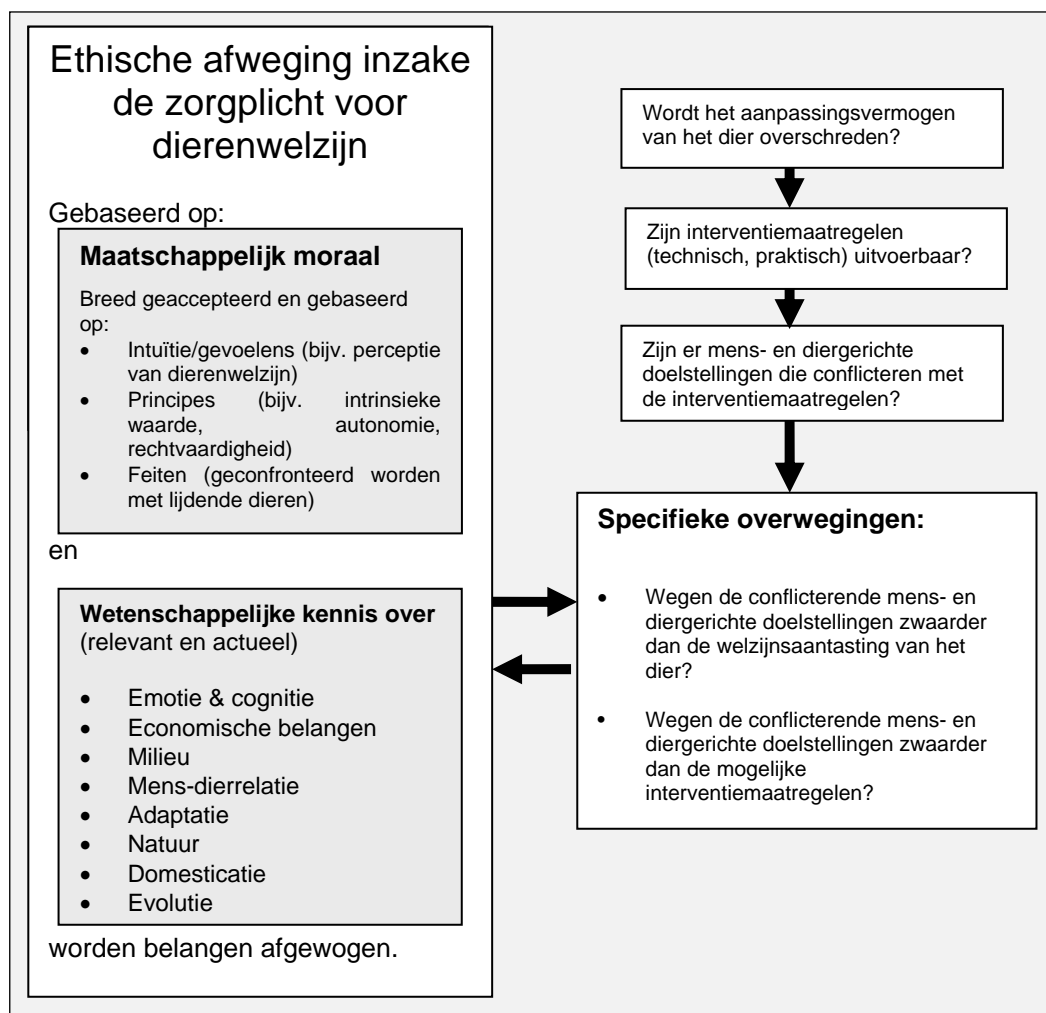 Ethische afweging inzake
de zorgplicht voor
dierenwelzijn
Gebaseerd op:
Maatschappelijk moraal
Breed geaccepteerd en gebaseerd
op:
• Intuïtie/gevoelens (bijv. perceptie
van dierenwelzijn)
• Principes (bijv. intrinsieke
waarde, autonomie,
rechtvaardigheid)
• Feiten (geconfronteerd worden
met lijdende dieren)
en
Wetenschappelijke kennis over
(relevant en actueel)
• Emotie & cognitie
• Economische belangen
• Milieu
• Mens-dierrelatie
• Adaptatie
• Natuur
• Domesticatie
• Evolutie
worden belangen afgewogen.
Wordt het aanpassingsvermogen
van het dier overschreden?
Zijn interventiemaatregelen
(technisch, praktisch) uitvoerbaar?
Zijn er mens- en diergerichte
doelstellingen die conflicteren met
de interventiemaatregelen?
Specifieke overwegingen:
• Wegen de conflicterende mens- en
diergerichte doelstellingen zwaarder
dan de welzijnsaantasting van het
dier?
• Wegen de conflicterende mens- en
diergerichte doelstellingen zwaarder
dan de mogelijke
interventiemaatregelen?